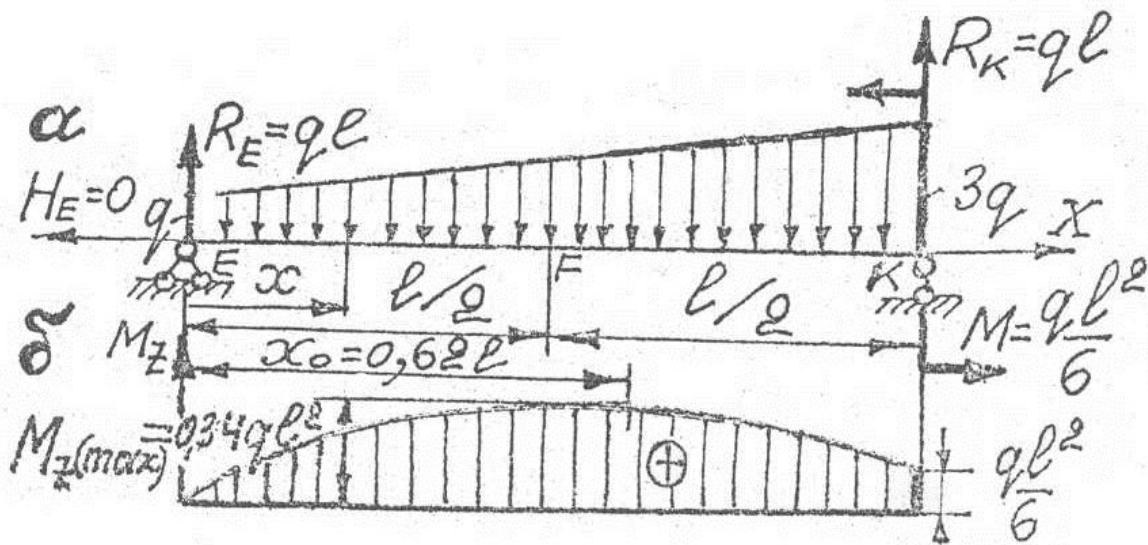 a
R_E=qℓ
R_K=qℓ
H_E=0
q
3q
X
E
F
K
x
ℓ/2
ℓ/2
б
M_Z
x₀=0,62ℓ
M=qℓ²/6
M_Z(max)=0,34qℓ²
⊕
qℓ²/6